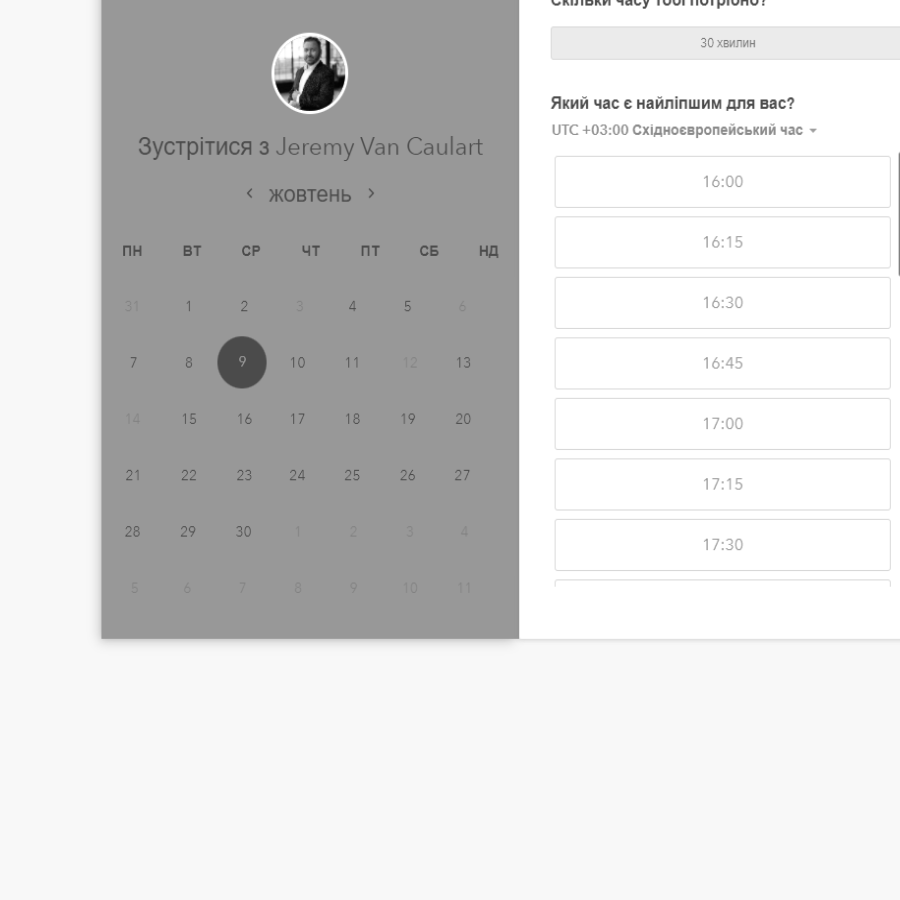 Зустрітися з Jeremy Van Caulart
жовтень
ПН ВТ СР ЧТ ПТ СБ НД
31 1 2 3 4 5 6
7 8 9 10 11 12 13
14 15 16 17 18 19 20
21 22 23 24 25 26 27
28 29 30 1 2 3 4
5 6 7 8 9 10 11
Скільки часу тобі потрібно?
30 хвилин
Який час є найліпшим для вас?
UTC +03:00 Східноєвропейський час
16:00
16:15
16:30
16:45
17:00
17:15
17:30